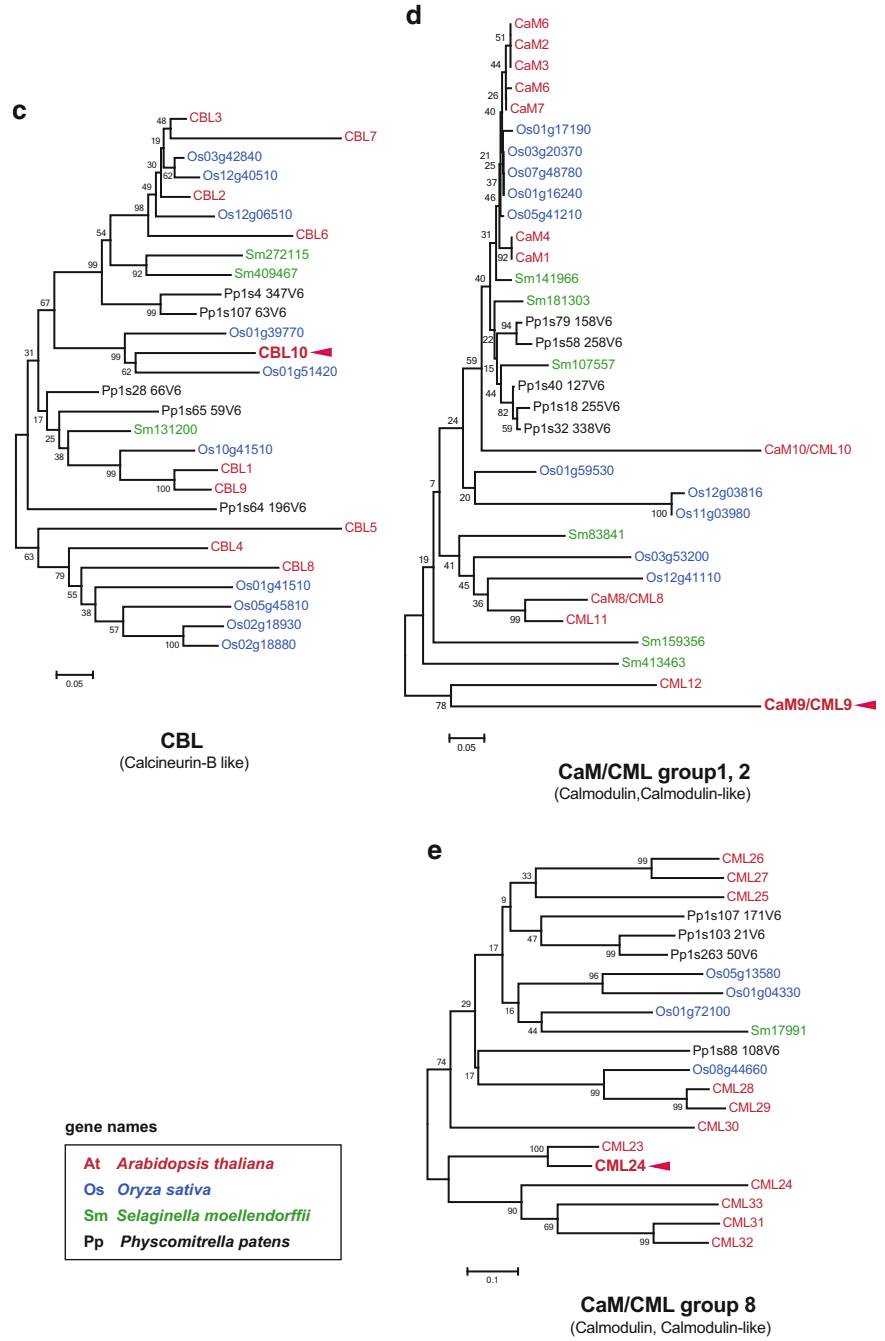 c
48
CBL3
CBL7
19
Os03g42840
30
62
Os12g40510
49
CBL2
98
Os12g06510
54
CBL6
Sm272115
99
92
Sm409467
Pp1s4 347V6
67
99
Pp1s107 63V6
Os01g39770
99
CBL10
31
62
Os01g51420
Pp1s28 66V6
17
Pp1s65 59V6
25
Sm131200
38
Os10g41510
99
CBL1
100
CBL9
Pp1s64 196V6
CBL5
63
CBL4
79
CBL8
55
Os01g41510
38
Os05g45810
57
Os02g18930
100
Os02g18880
0.05
CBL
(Calcineurin-B like)
d
CaM6
51
CaM2
44
CaM3
26
CaM6
40
CaM7
Os01g17190
21
Os03g20370
25
Os07g48780
37
Os01g16240
46
Os05g41210
31
CaM4
92
CaM1
40
Sm141966
Sm181303
94
Pp1s79 158V6
22
Pp1s58 258V6
59
15
Sm107557
44
Pp1s40 127V6
82
Pp1s18 255V6
59
Pp1s32 338V6
24
CaM10/CML10
Os01g59530
7
20
Os12g03816
100
Os11g03980
Sm83841
41
Os03g53200
19
45
Os12g41110
36
CaM8/CML8
99
CML11
Sm159356
Sm413463
CML12
78
CaM9/CML9
0.05
CaM/CML group1, 2
(Calmodulin,Calmodulin-like)
e
99
CML26
33
CML27
9
CML25
Pp1s107 171V6
47
Pp1s103 21V6
17
99
Pp1s263 50V6
96
Os05g13580
Os01g04330
16
Os01g72100
29
44
Sm17991
Pp1s88 108V6
74
17
Os08g44660
99
CML28
99
CML29
CML30
100
CML23
CML24
CML24
90
CML33
69
CML31
99
CML32
0.1
CaM/CML group 8
(Calmodulin, Calmodulin-like)
gene names
At Arabidopsis thaliana
Os Oryza sativa
Sm Selaginella moellendorffii
Pp Physcomitrella patens